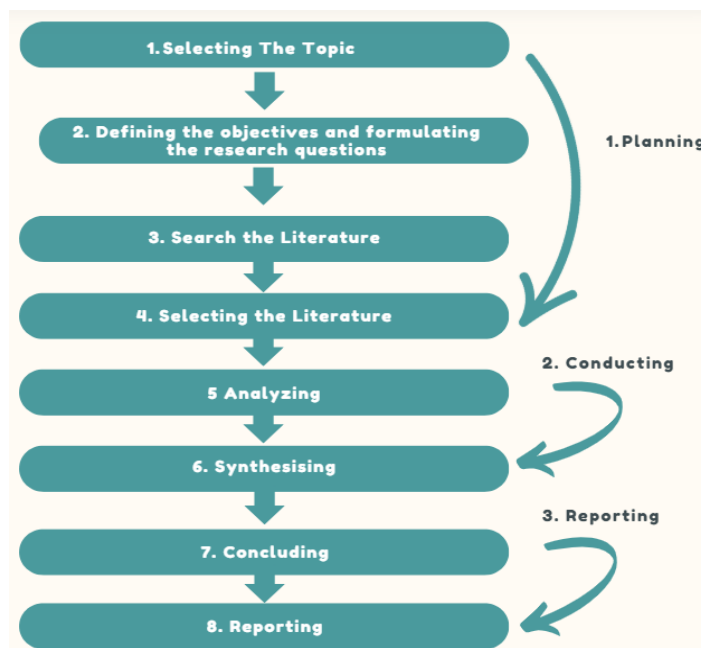 1.Selecting The Topic
2. Defining the objectives and formulating
the research questions
1.Planning
3. Search the Literature
4. Selecting the Literature
2. Conducting
5 Analyzing
6. Synthesising
3. Reporting
7. Concluding
8. Reporting